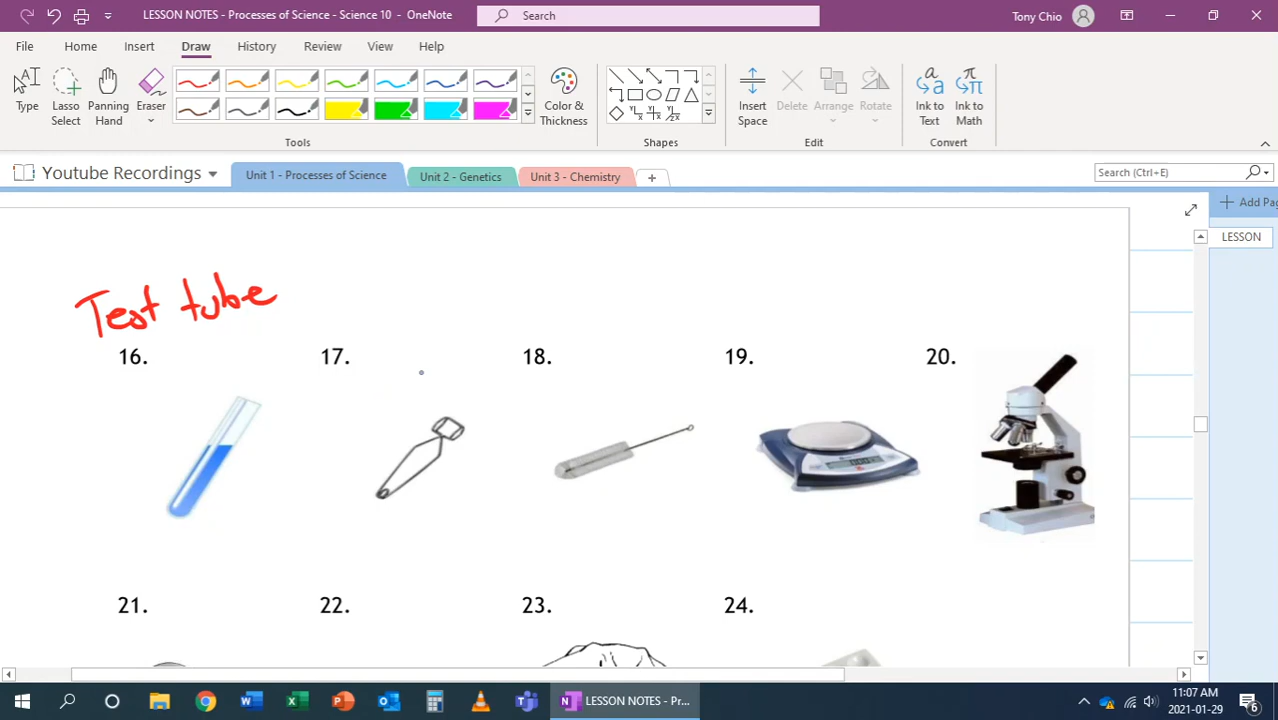 LESSON NOTES - Processes of Science - Science 10 - OneNote
Search
Tony Chio
File Home Insert Draw History Review View Help
Type
Lasso Select
Panning Hand
Eraser
Color & Thickness
Insert Space
Delete
Arrange
Rotate
Ink to Text
Ink to Math
Tools
Shapes
Edit
Convert
Youtube Recordings
Unit 1 - Processes of Science
Unit 2 - Genetics
Unit 3 - Chemistry
Search (Ctrl+E)
Add Pag
LESSON
Test tube
16. 17. 18. 19. 20.
21. 22. 23. 24.
LESSON NOTES - Pr...
11:07 AM
2021-01-29
6